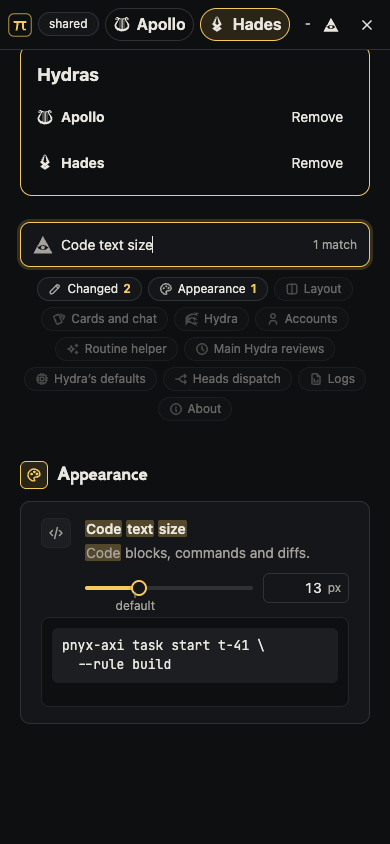 π shared Apollo Hades -
Hydras
Apollo Remove
Hades Remove
Code text size 1 match
Changed 2 Appearance 1 Layout
Cards and chat Hydra Accounts
Routine helper Main Hydra reviews
Hydra's defaults Heads dispatch Logs
About
Appearance
Code text size
Code blocks, commands and diffs.
13 px
default
pnyx-axi task start t-41 \
--rule build